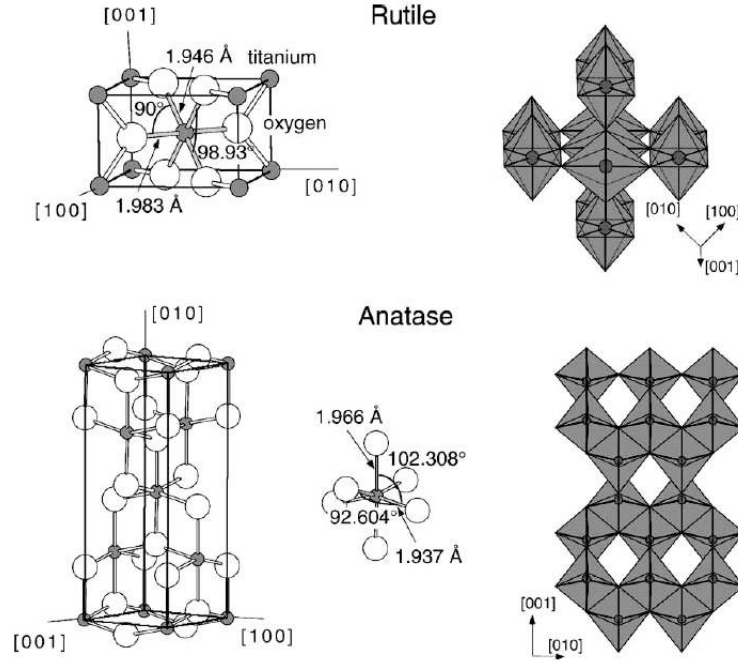 Rutile
[001]
1.946 Å
titanium
90°
oxygen
98.93°
[010]
[100]
1.983 Å
[010]
[100]
[001]
Anatase
[010]
1.966 Å
102.308°
92.604°
1.937 Å
[001]
[100]
[001]
[010]